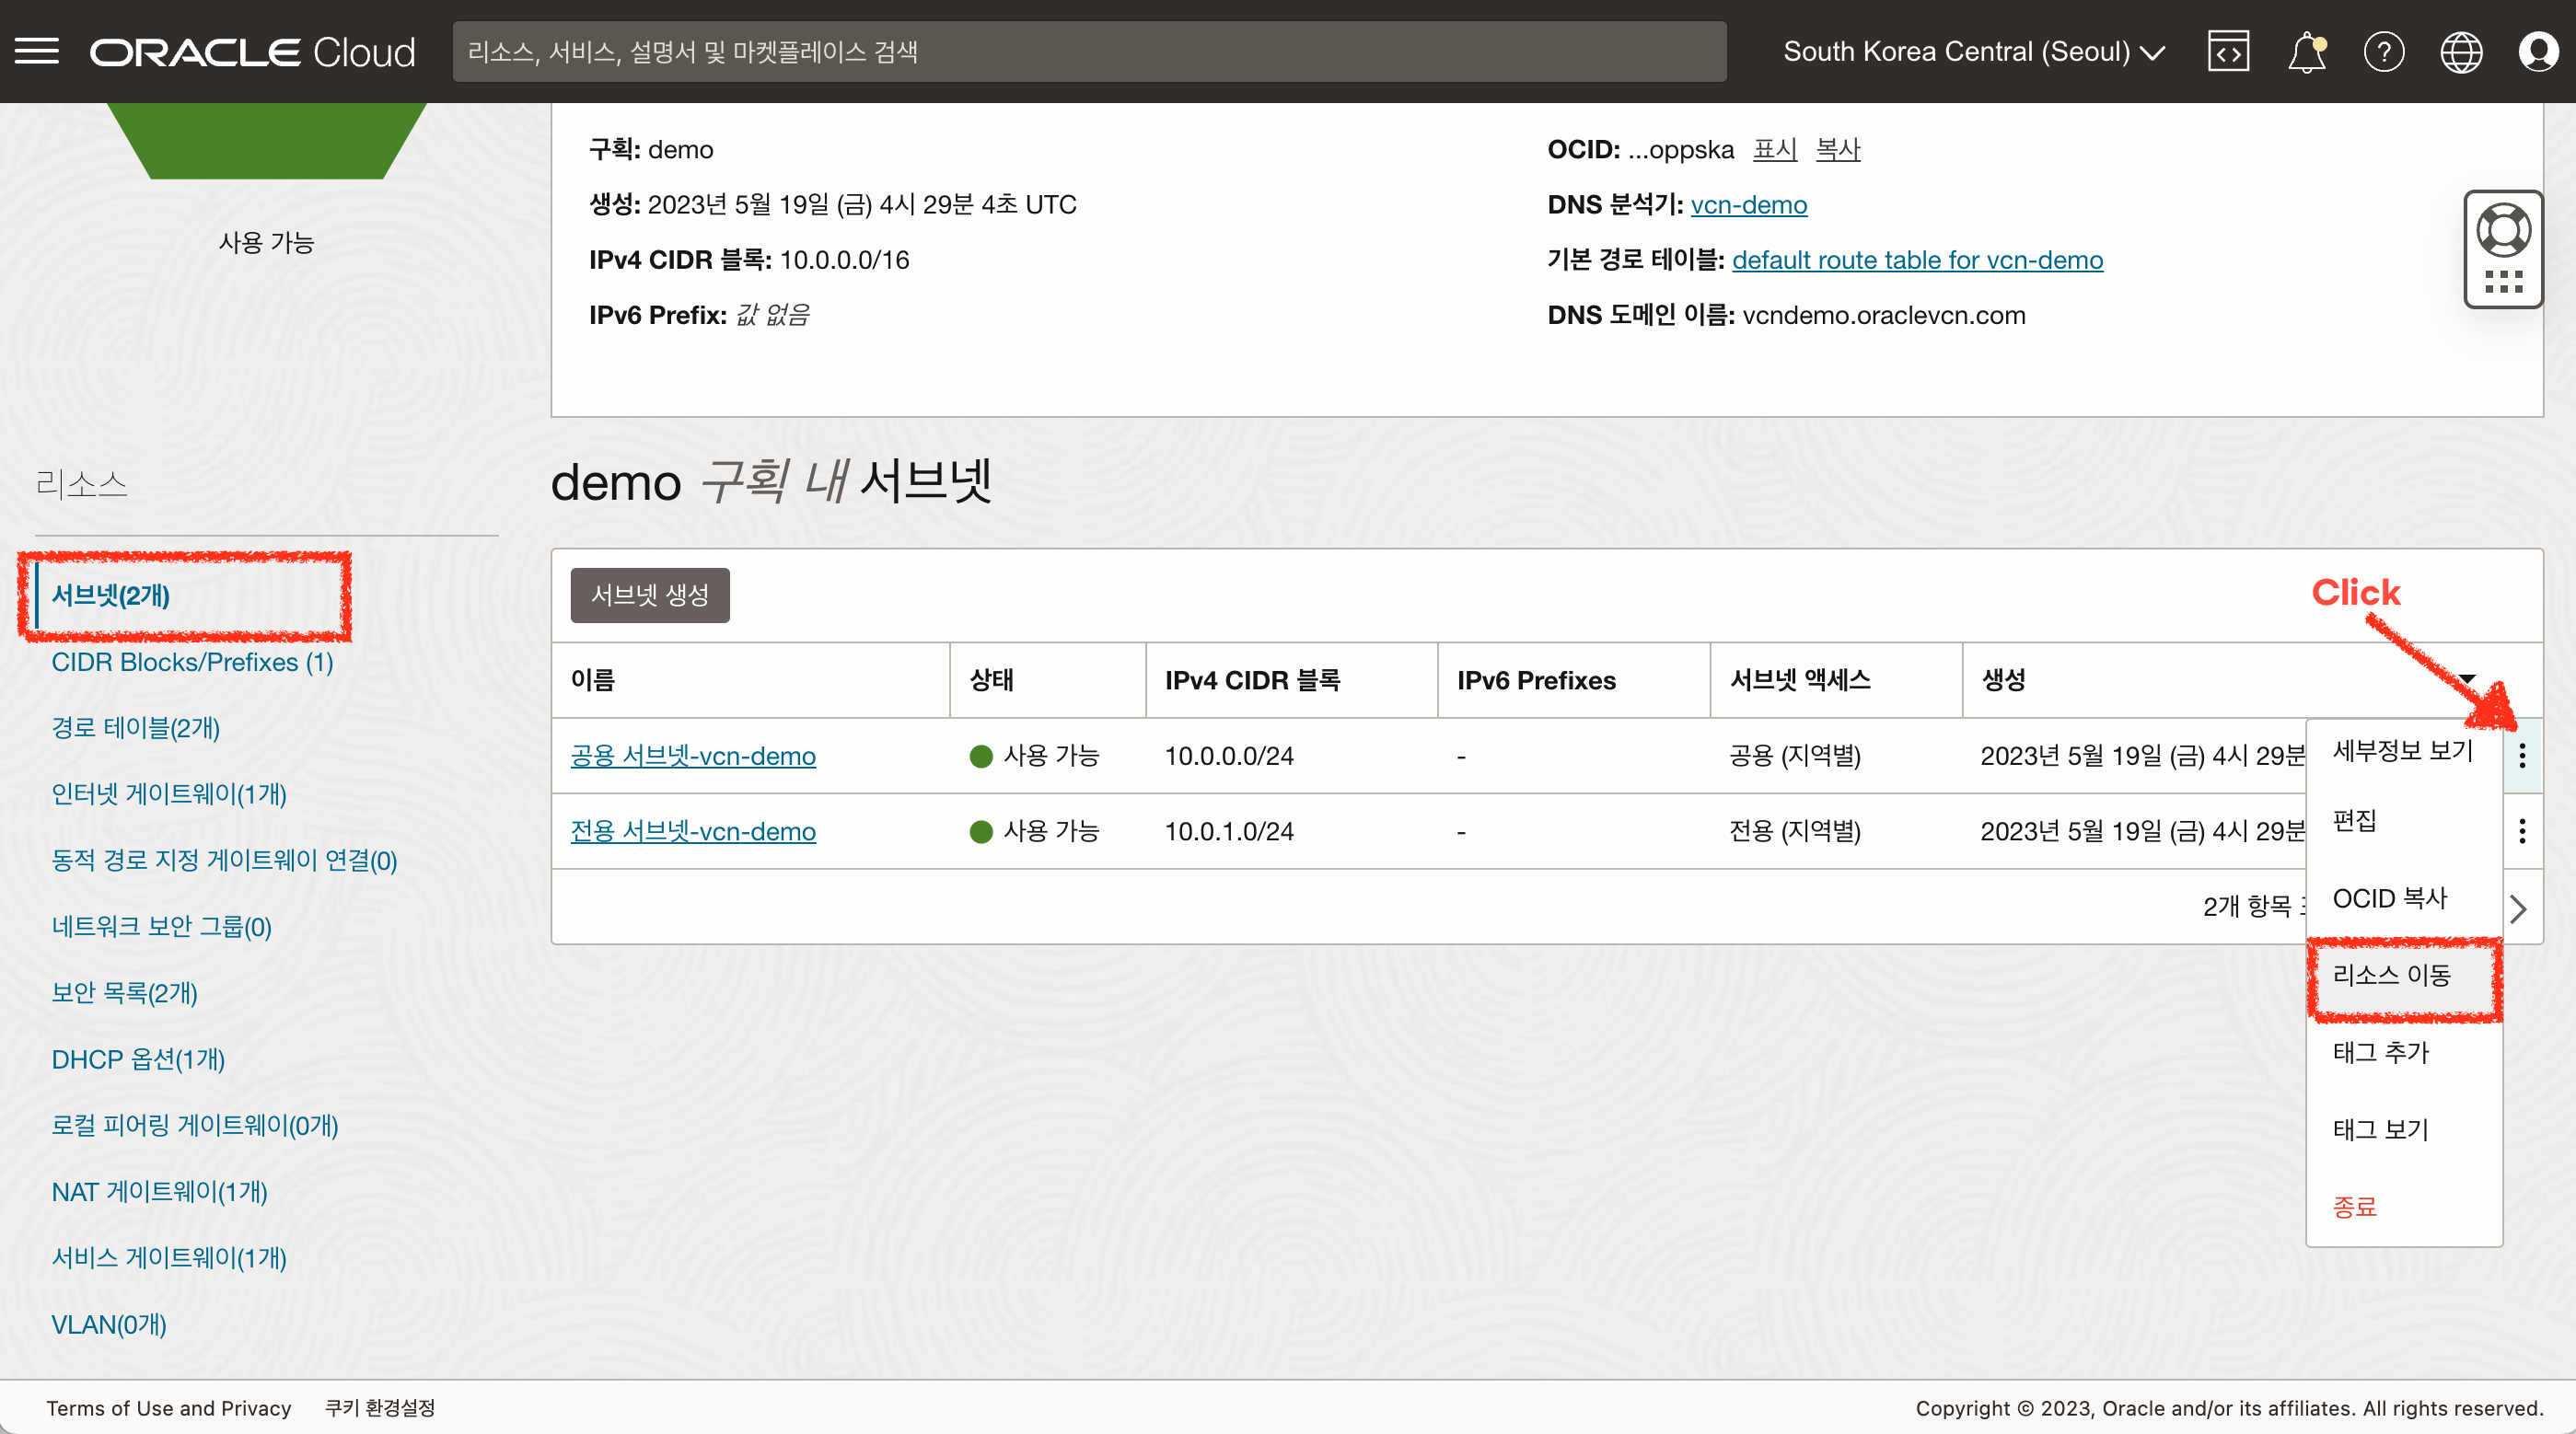 ORACLE Cloud
리소스, 서비스, 설명서 및 마켓플레이스 검색
South Korea Central (Seoul)
사용 가능
구획: demo
생성: 2023년 5월 19일 (금) 4시 29분 4초 UTC
IPv4 CIDR 블록: 10.0.0.0/16
IPv6 Prefix: 값 없음
OCID: ...oppska 표시 복사
DNS 분석기: vcn-demo
기본 경로 테이블: default route table for vcn-demo
DNS 도메인 이름: vcndemo.oraclevcn.com
리소스
서브넷(2개)
CIDR Blocks/Prefixes (1)
경로 테이블(2개)
인터넷 게이트웨이(1개)
동적 경로 지정 게이트웨이 연결(0)
네트워크 보안 그룹(0)
보안 목록(2개)
DHCP 옵션(1개)
로컬 피어링 게이트웨이(0개)
NAT 게이트웨이(1개)
서비스 게이트웨이(1개)
VLAN(0개)
demo 구획 내 서브넷
서브넷 생성
Click
이름 상태 IPv4 CIDR 블록 IPv6 Prefixes 서브넷 액세스 생성
공용 서브넷-vcn-demo 사용 가능 10.0.0.0/24 - 공용 (지역별) 2023년 5월 19일 (금) 4시 29분
전용 서브넷-vcn-demo 사용 가능 10.0.1.0/24 - 전용 (지역별) 2023년 5월 19일 (금) 4시 29분
2개 항목
세부정보 보기
편집
OCID 복사
리소스 이동
태그 추가
태그 보기
종료
Terms of Use and Privacy 쿠키 환경설정
Copyright © 2023, Oracle and/or its affiliates. All rights reserved.